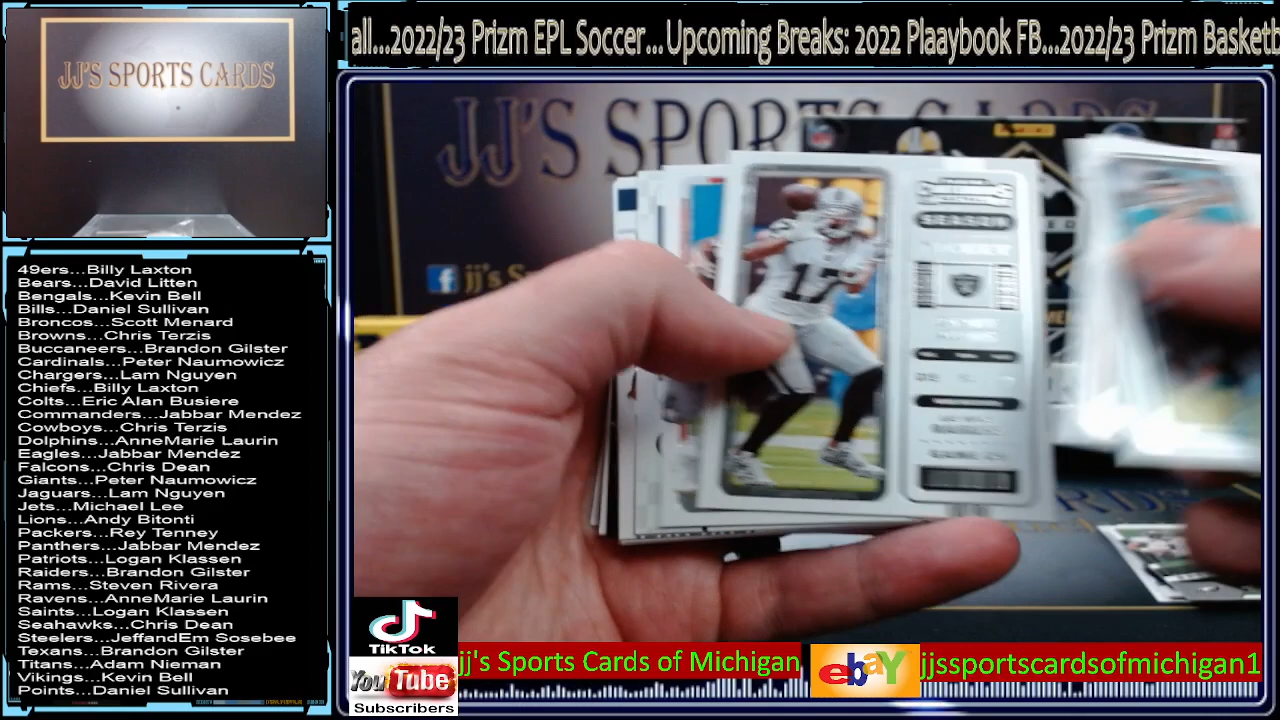 all...2022/23 Prizm EPL Soccer...Upcoming Breaks: 2022 Plaaybook FB...2022/23 Prizm Basketb
JJ'S SPORTS CARDS
JJ'S SPORTS CARDS
jj's S
SEASON
17
49ers...Billy Laxton
Bears...David Litten
Bengals...Kevin Bell
Bills...Daniel Sullivan
Broncos...Scott Menard
Browns...Chris Terzis
Buccaneers...Brandon Gilster
Cardinals...Peter Naumowicz
Chargers...Lam Nguyen
Chiefs...Billy Laxton
Colts...Eric Alan Busiere
Commanders...Jabbar Mendez
Cowboys...Chris Terzis
Dolphins...AnneMarie Laurin
Eagles...Jabbar Mendez
Falcons...Chris Dean
Giants...Peter Naumowicz
Jaguars...Lam Nguyen
Jets...Michael Lee
Lions...Andy Bitonti
Packers...Rey Tenney
Panthers...Jabbar Mendez
Patriots...Logan Klassen
Raiders...Brandon Gilster
Rams...Steven Rivera
Ravens...AnneMarie Laurin
Saints...Logan Klassen
Seahawks...Chris Dean
Steelers...JeffandEm Sosebee
Texans...Brandon Gilster
Titans...Adam Nieman
Vikings...Kevin Bell
Points...Daniel Sullivan
TikTok
YouTube
Subscribers
jj's Sports Cards of Michigan
ebay
jjssportscardsofmichigan1